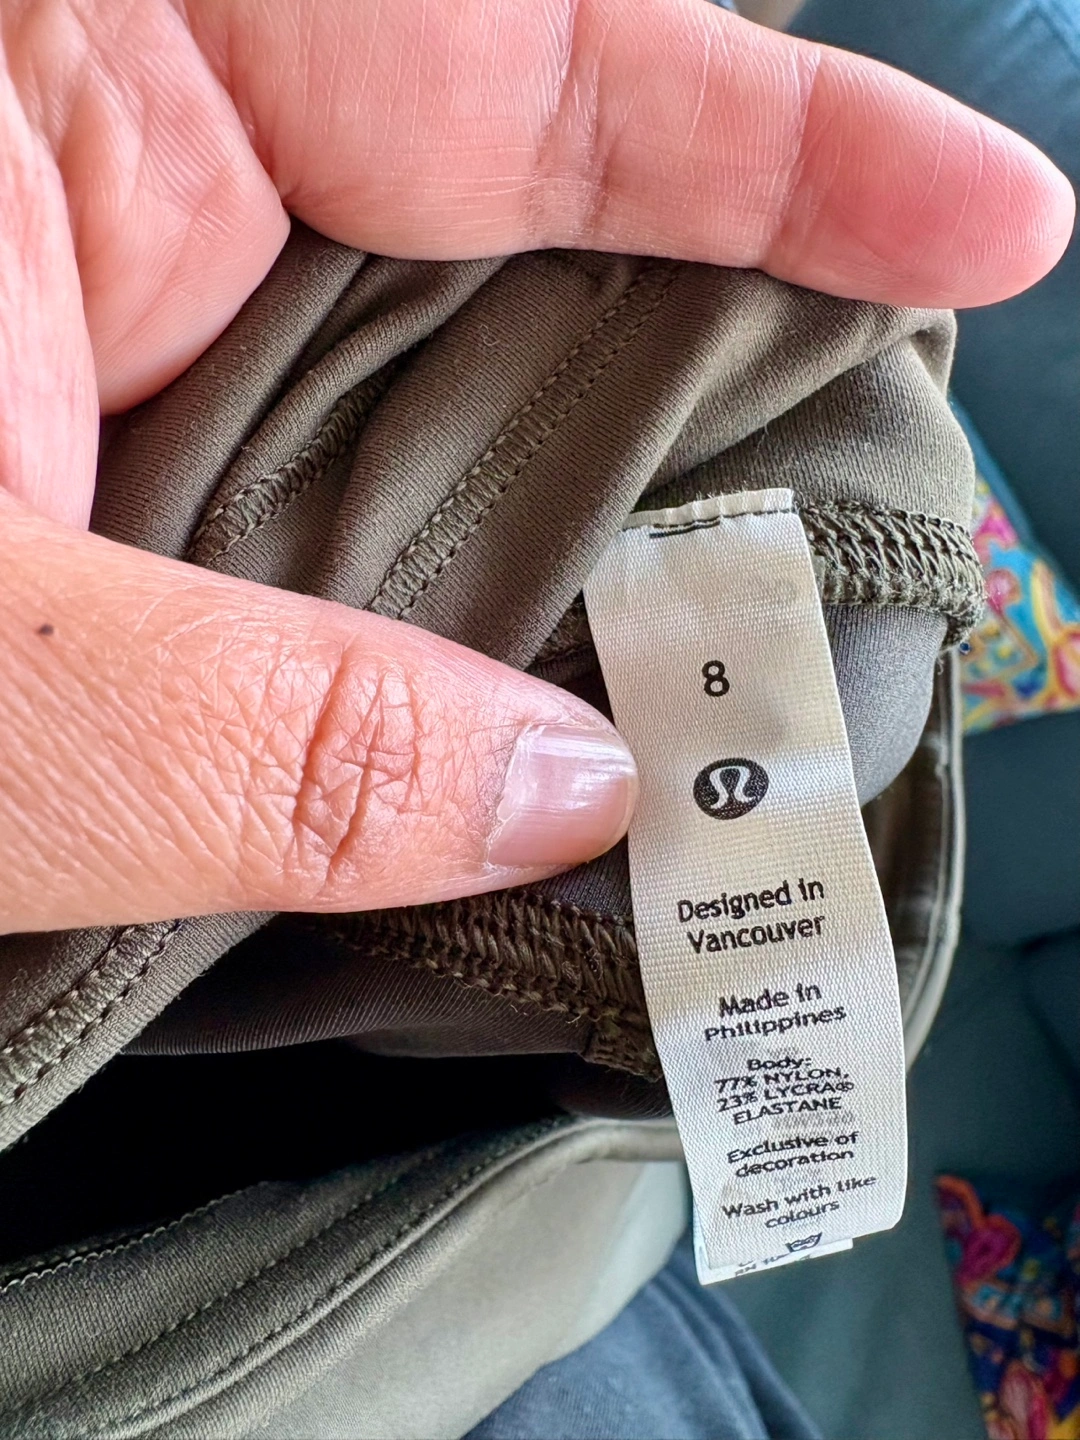 8
Designed in
Vancouver
Made in
Philippines
Body:
77% NYLON,
23% LYCRA®
ELASTANE
Exclusive of
decoration
Wash with like
colours
RN